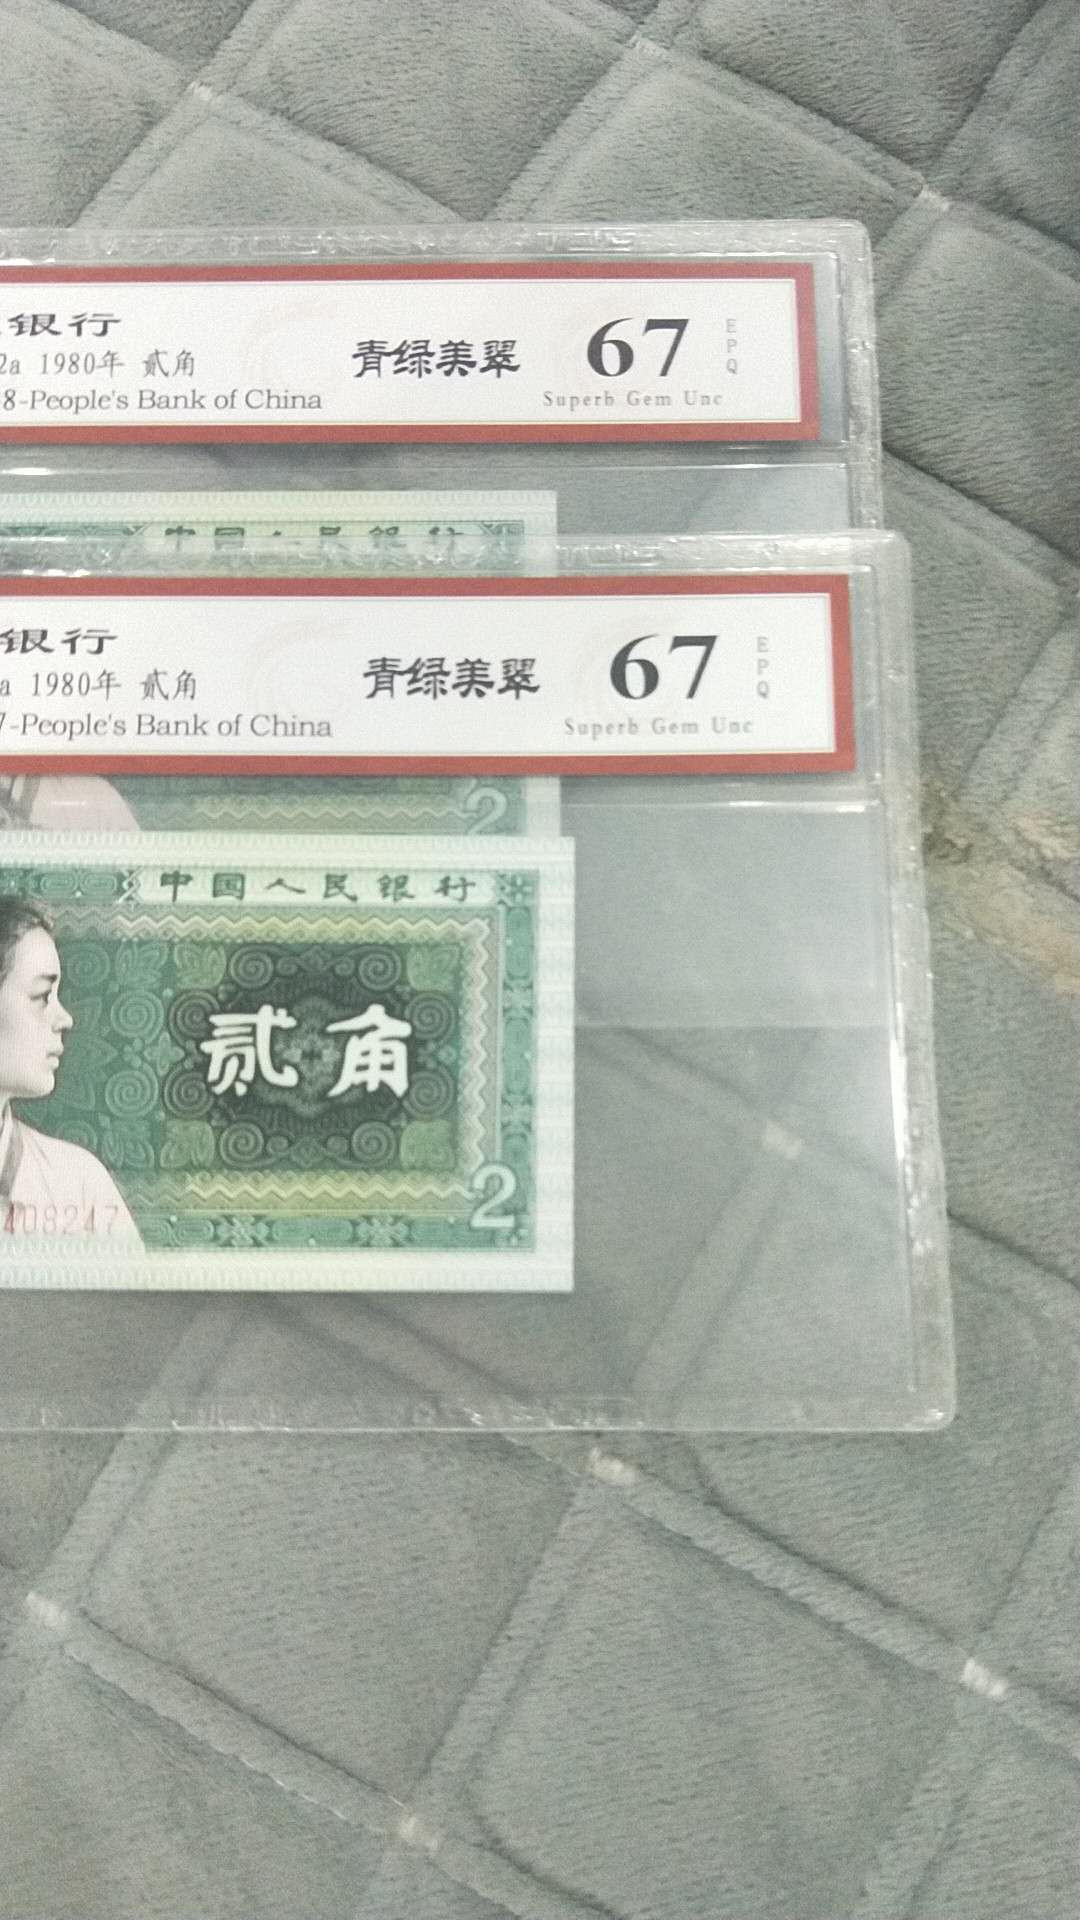 银行
2a 1980年 贰角
8-People's Bank of China
青绿美翠
67
EPQ
Superb Gem Unc
中国人民银行
2
银行
a 1980年 贰角
7-People's Bank of China
青绿美翠
67
EPQ
Superb Gem Unc
中国人民银行
贰角
408247
2